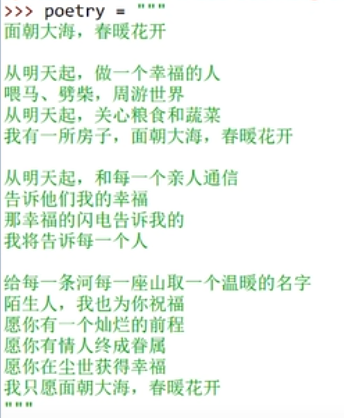 >>> poetry = """
面朝大海，春暖花开

从明天起，做一个幸福的人
喂马、劈柴，周游世界
从明天起，关心粮食和蔬菜
我有一所房子，面朝大海，春暖花开

从明天起，和每一个亲人通信
告诉他们我的幸福
那幸福的闪电告诉我的
我将告诉每一个人

给每一条河每一座山取一个温暖的名字
陌生人，我也为你祝福
愿你有一个灿烂的前程
愿你有情人终成眷属
愿你在尘世获得幸福
我只愿面朝大海，春暖花开
"""